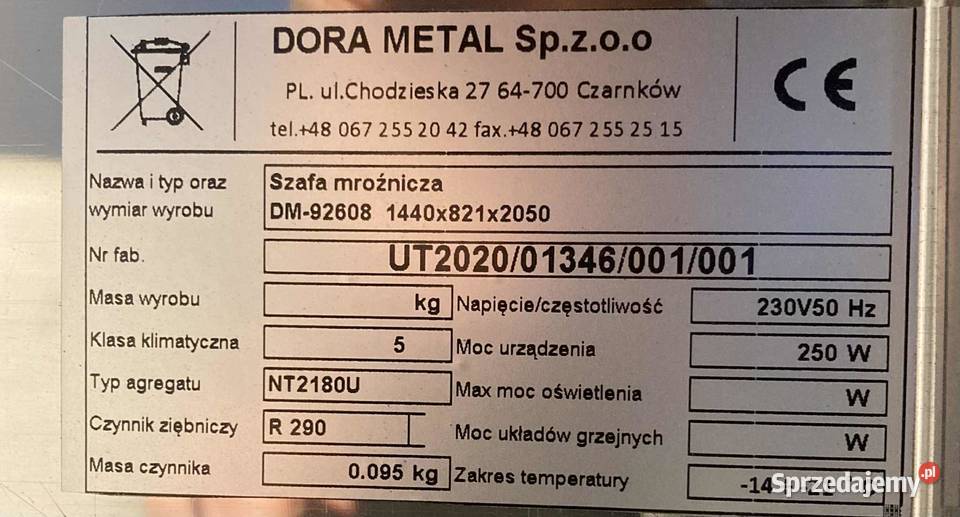 DORA METAL Sp.z.o.o
PL. ul.Chodzieska 27 64-700 Czarnków
tel.+48 067 255 20 42 fax.+48 067 255 25 15
CE
Nazwa i typ oraz
wymiar wyrobu
Szafa mroźnicza
DM-92608 1440x821x2050
Nr fab. UT2020/01346/001/001
Masa wyrobu kg Napięcie/częstotliwość 230V50 Hz
Klasa klimatyczna 5 Moc urządzenia 250 W
Typ agregatu NT2180U Max moc oświetlenia W
Czynnik ziębniczy R 290 Moc układów grzejnych W
Masa czynnika 0.095 kg Zakres temperatury -14
Sprzedajemy .pl